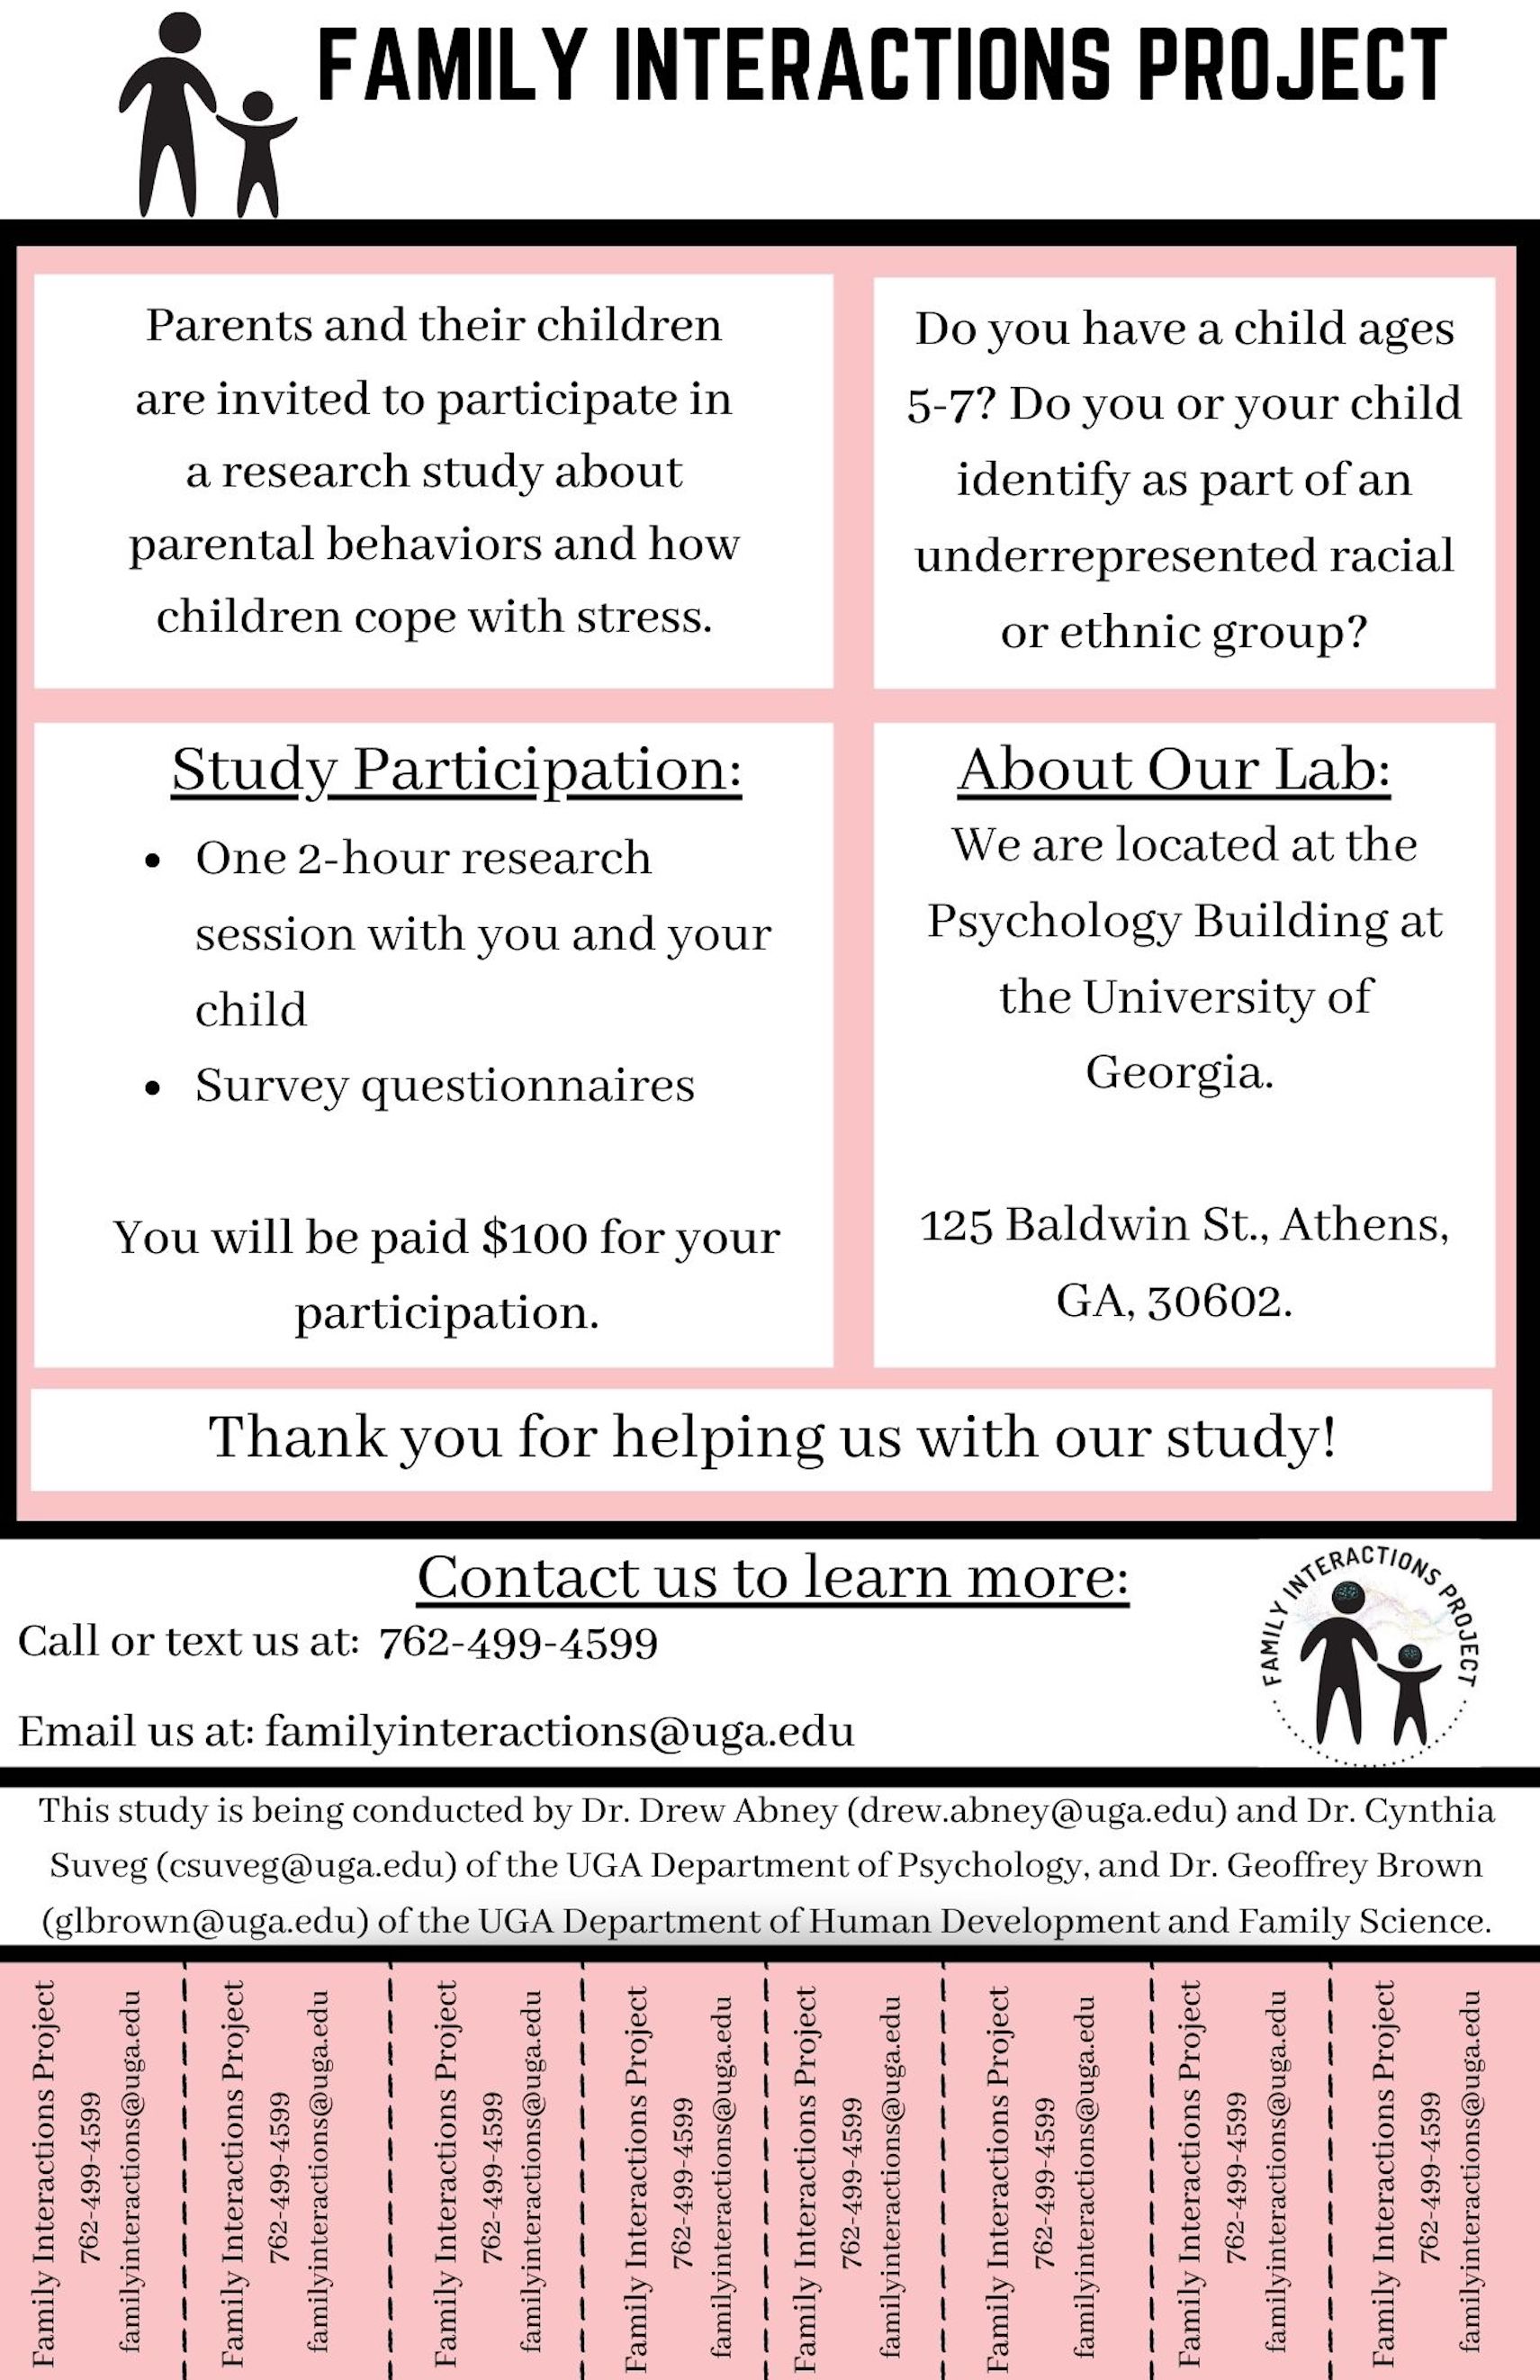 FAMILY INTERACTIONS PROJECT
Parents and their children
are invited to participate in
a research study about
parental behaviors and how
children cope with stress.
Do you have a child ages
5-7? Do you or your child
identify as part of an
underrepresented racial
or ethnic group?
Study Participation:
• One 2-hour research
session with you and your
child
• Survey questionnaires
You will be paid $100 for your
participation.
About Our Lab:
We are located at the
Psychology Building at
the University of
Georgia.
125 Baldwin St., Athens,
GA, 30602.
Thank you for helping us with our study!
Contact us to learn more:
Call or text us at: 762-499-4599
Email us at: familyinteractions@uga.edu
FAMILY INTERACTIONS PROJECT
This study is being conducted by Dr. Drew Abney (drew.abney@uga.edu) and Dr. Cynthia
Suveg (csuveg@uga.edu) of the UGA Department of Psychology, and Dr. Geoffrey Brown
(glbrown@uga.edu) of the UGA Department of Human Development and Family Science.
Family Interactions Project
762-499-4599
familyinteractions@uga.edu
Family Interactions Project
762-499-4599
familyinteractions@uga.edu
Family Interactions Project
762-499-4599
familyinteractions@uga.edu
Family Interactions Project
762-499-4599
familyinteractions@uga.edu
Family Interactions Project
762-499-4599
familyinteractions@uga.edu
Family Interactions Project
762-499-4599
familyinteractions@uga.edu
Family Interactions Project
762-499-4599
familyinteractions@uga.edu
Family Interactions Project
762-499-4599
familyinteractions@uga.edu